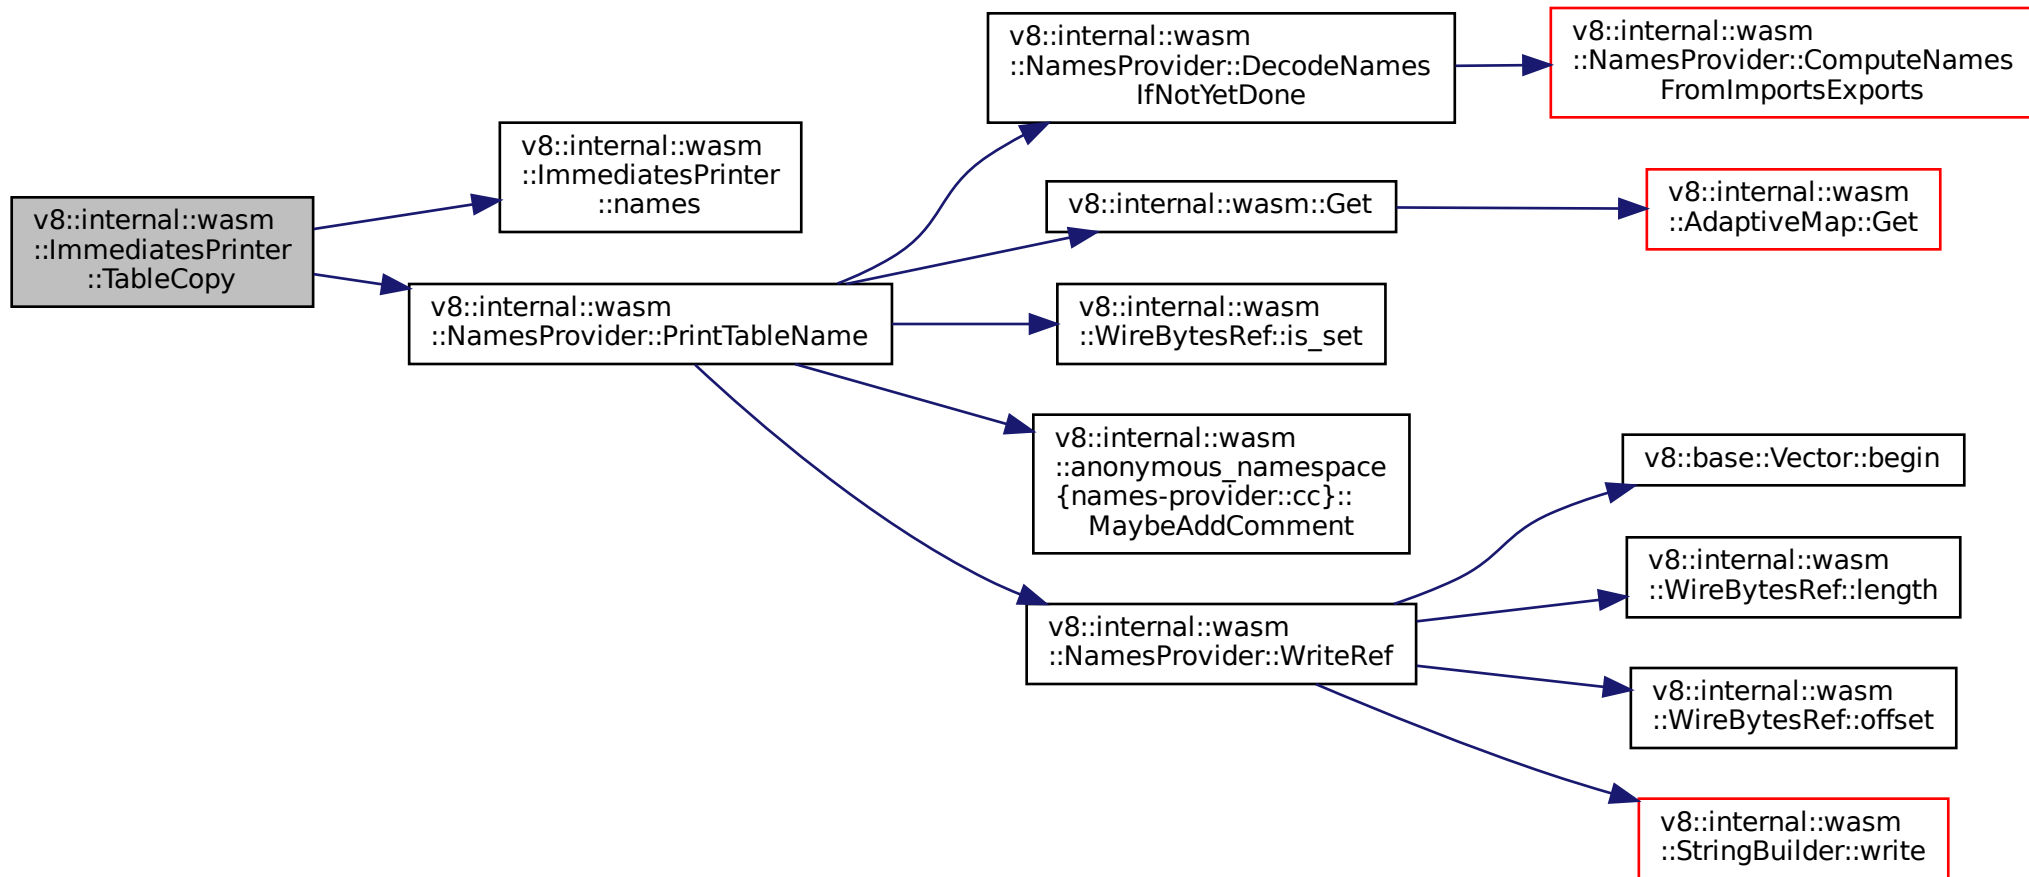 v8::internal::wasm
::ImmediatesPrinter
::TableCopy
v8::internal::wasm
::ImmediatesPrinter
::names
v8::internal::wasm
::NamesProvider::PrintTableName
v8::internal::wasm
::NamesProvider::DecodeNames
IfNotYetDone
v8::internal::wasm
::NamesProvider::ComputeNames
FromImportsExports
v8::internal::wasm::Get
v8::internal::wasm
::AdaptiveMap::Get
v8::internal::wasm
::WireBytesRef::is_set
v8::internal::wasm
::anonymous_namespace
{names-provider::cc}::
MaybeAddComment
v8::internal::wasm
::NamesProvider::WriteRef
v8::base::Vector::begin
v8::internal::wasm
::WireBytesRef::length
v8::internal::wasm
::WireBytesRef::offset
v8::internal::wasm
::StringBuilder::write